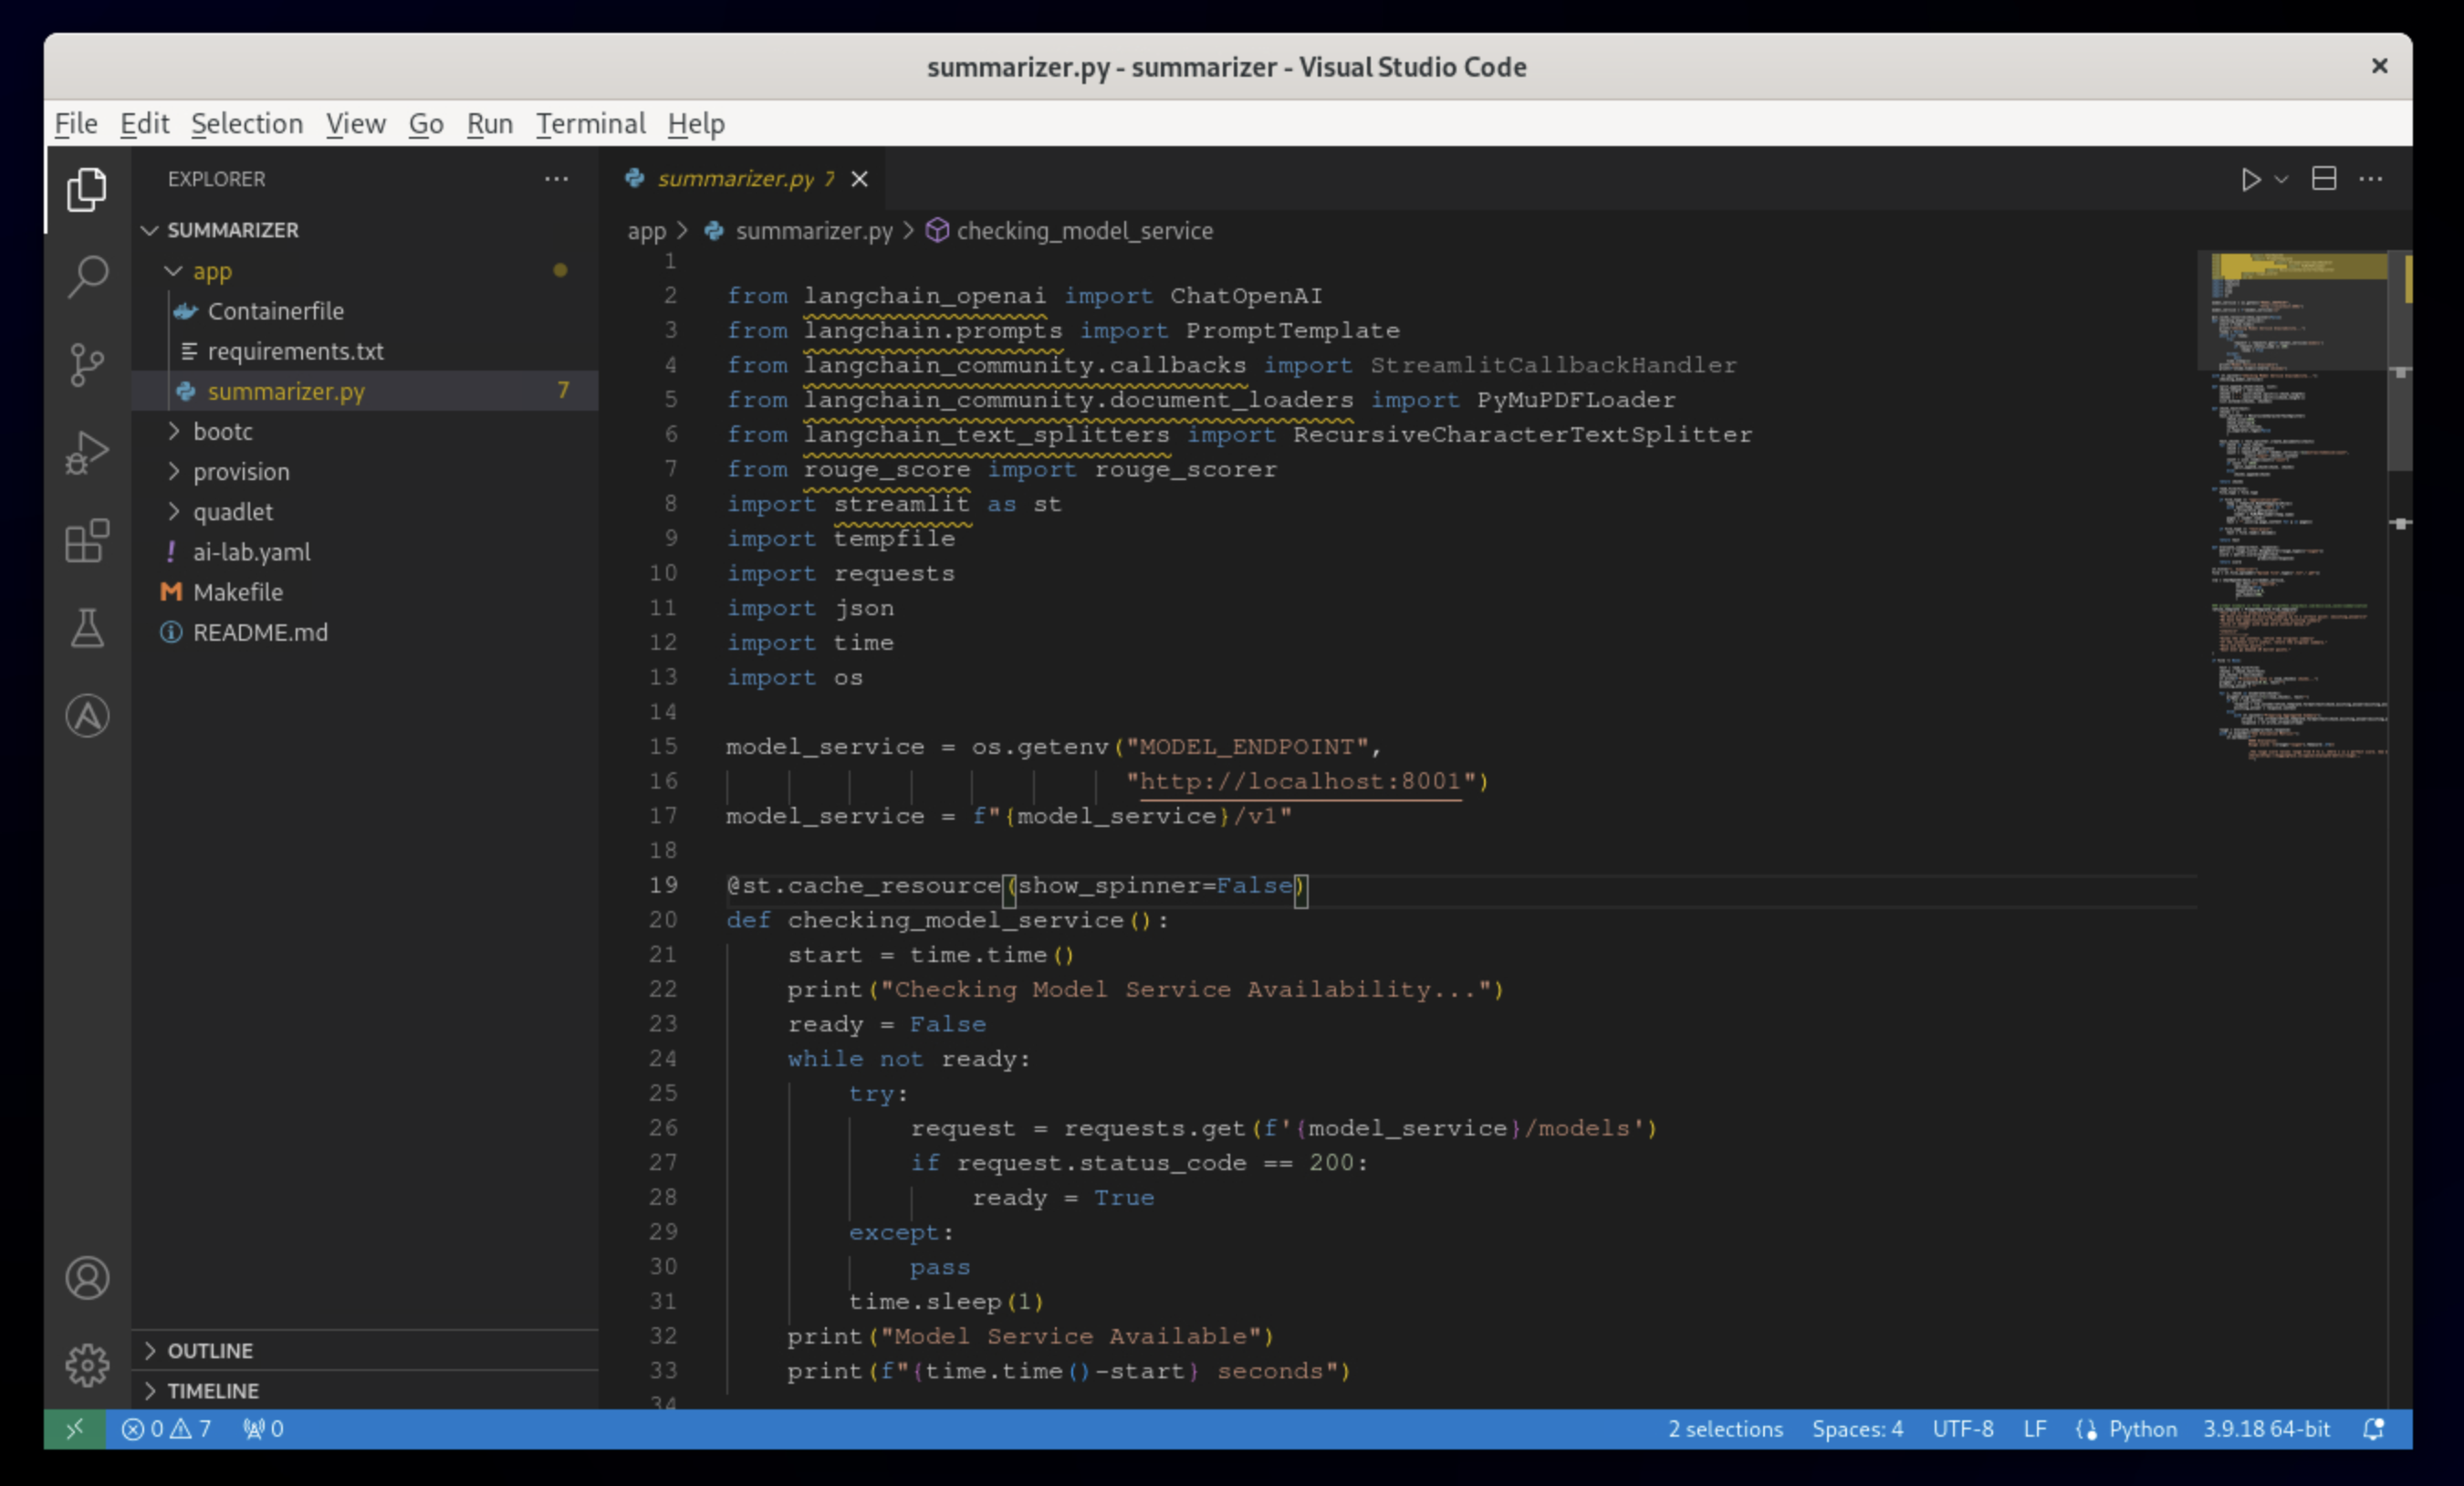 summarizer.py - summarizer - Visual Studio Code
File Edit Selection View Go Run Terminal Help
EXPLORER
SUMMARIZER
app
Containerfile
requirements.txt
summarizer.py 7
bootc
provision
quadlet
ai-lab.yaml
Makefile
README.md
OUTLINE
TIMELINE
summarizer.py 7
app > summarizer.py > checking_model_service
1
2 from langchain_openai import ChatOpenAI
3 from langchain.prompts import PromptTemplate
4 from langchain_community.callbacks import StreamlitCallbackHandler
5 from langchain_community.document_loaders import PyMuPDFLoader
6 from langchain_text_splitters import RecursiveCharacterTextSplitter
7 from rouge_score import rouge_scorer
8 import streamlit as st
9 import tempfile
10 import requests
11 import json
12 import time
13 import os
14
15 model_service = os.getenv("MODEL_ENDPOINT",
16                           "http://localhost:8001")
17 model_service = f"{model_service}/v1"
18
19 @st.cache_resource(show_spinner=False)
20 def checking_model_service():
21     start = time.time()
22     print("Checking Model Service Availability...")
23     ready = False
24     while not ready:
25         try:
26             request = requests.get(f'{model_service}/models')
27             if request.status_code == 200:
28                 ready = True
29         except:
30             pass
31         time.sleep(1)
32     print("Model Service Available")
33     print(f"{time.time()-start} seconds")
34
0 7 0 2 selections Spaces: 4 UTF-8 LF Python 3.9.18 64-bit